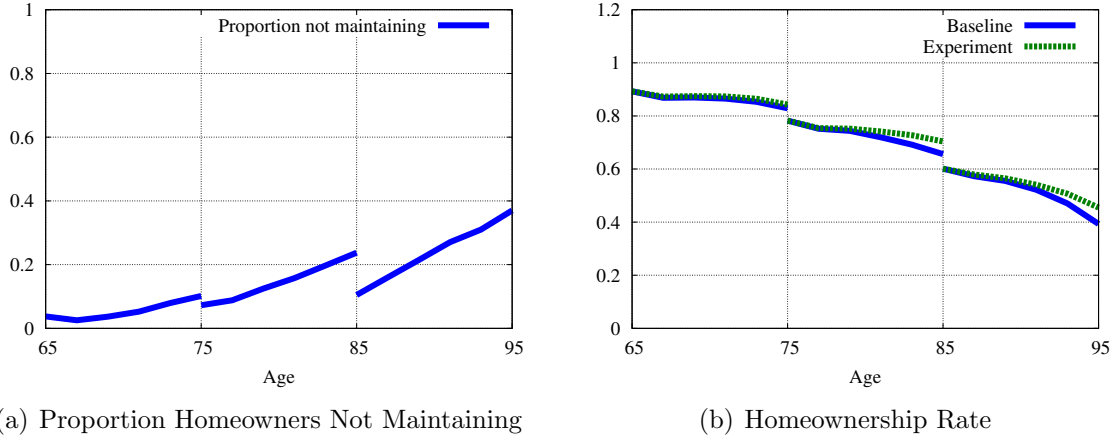 1
0.8
0.6
0.4
0.2
0
Proportion not maintaining
65 75 85 95
Age
1.2
1
0.8
0.6
0.4
0.2
0
Baseline
Experiment
65 75 85 95
Age
a) Proportion Homeowners Not Maintaining
(b) Homeownership Rate